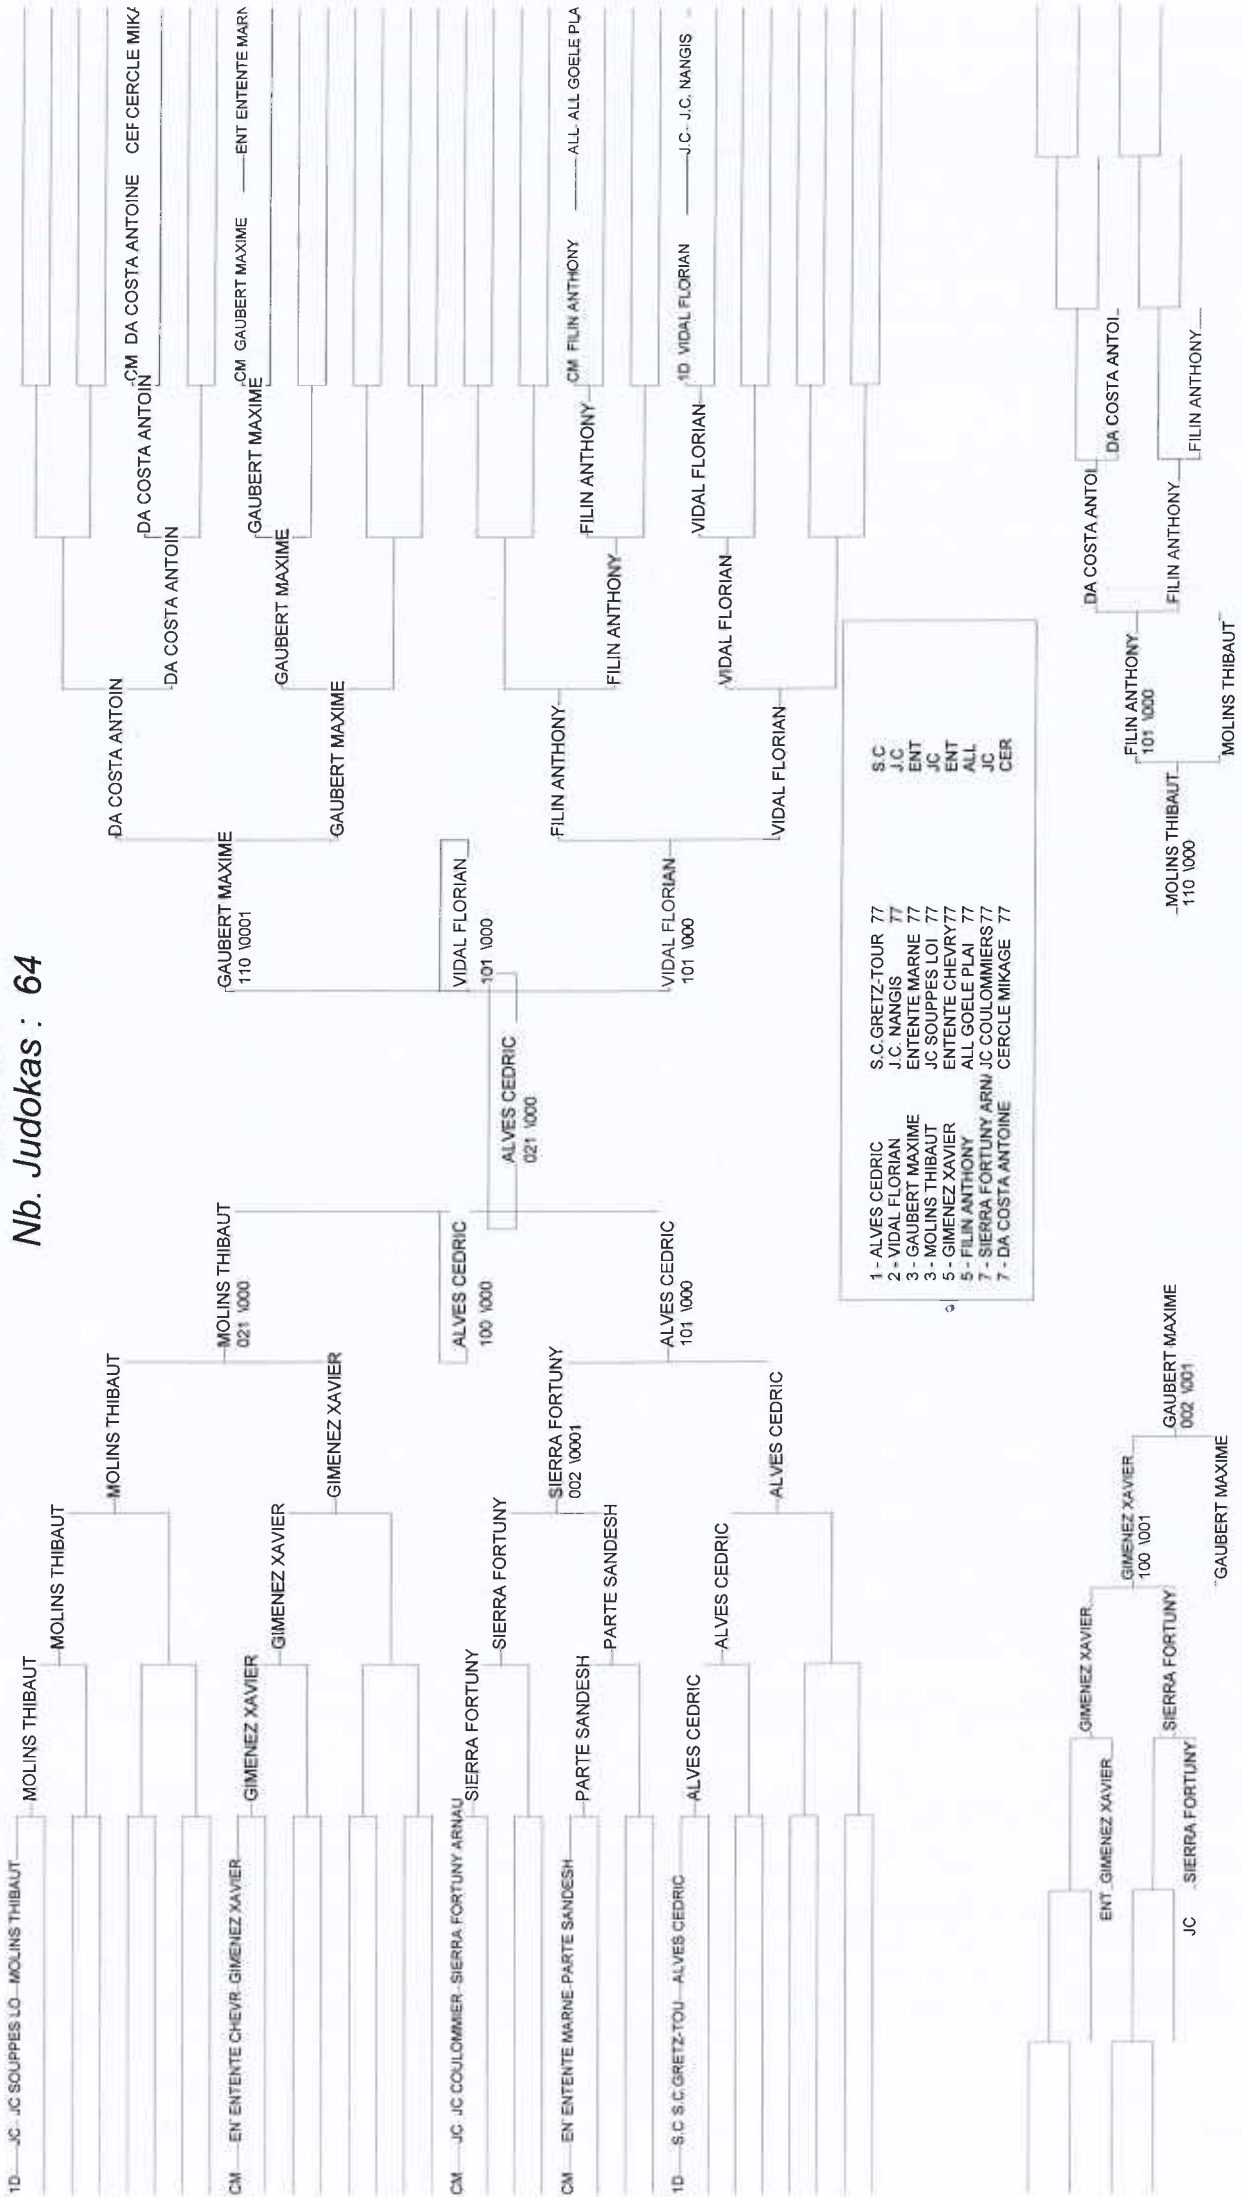 Nb. Judokas : 64
1D JC JC SOUPPES LO MOLINS THIBAUT
MOLINS THIBAUT
MOLINS THIBAUT
MOLINS THIBAUT
MOLINS THIBAUT
021 \000
CM EN ENTENTE CHEVR GIMENEZ XAVIER
GIMENEZ XAVIER
GIMENEZ XAVIER
GIMENEZ XAVIER
CM JC JC COULOMMIER SIERRA FORTUNY ARNAU
SIERRA FORTUNY
SIERRA FORTUNY
SIERRA FORTUNY
002 \0001
CM EN ENTENTE MARNE PARTE SANDESH
PARTE SANDESH
PARTE SANDESH
1D S.C S.C.GRETZ-TOU ALVES CEDRIC
ALVES CEDRIC
ALVES CEDRIC
ALVES CEDRIC
ALVES CEDRIC
101 \000
ALVES CEDRIC
100 \000
ALVES CEDRIC
021 \000
VIDAL FLORIAN
101 \000
GAUBERT MAXIME
110 \0001
VIDAL FLORIAN
101 \000
DA COSTA ANTOIN
DA COSTA ANTOIN
DA COSTA ANTOIN
CM DA COSTA ANTOINE CEF CERCLE MIKA
GAUBERT MAXIME
GAUBERT MAXIME
GAUBERT MAXIME
CM GAUBERT MAXIME ENT ENTENTE MARN
FILIN ANTHONY
FILIN ANTHONY
FILIN ANTHONY
CM FILIN ANTHONY ALL ALL GOELE PLA
VIDAL FLORIAN
VIDAL FLORIAN
VIDAL FLORIAN
1D VIDAL FLORIAN J.C. J.C. NANGIS
1 - ALVES CEDRIC S.C.GRETZ-TOUR 77 S.C
2 - VIDAL FLORIAN J.C. NANGIS 77 J.C
3 - GAUBERT MAXIME ENTENTE MARNE 77 ENT
3 - MOLINS THIBAUT JC SOUPPES LOI 77 JC
5 - GIMENEZ XAVIER ENTENTE CHEVRY77 ENT
5 - FILIN ANTHONY ALL GOELE PLAI 77 ALL
7 - SIERRA FORTUNY ARNA JC COULOMMIERS77 JC
7 - DA COSTA ANTOINE CERCLE MIKAGE 77 CER
ENT GIMENEZ XAVIER
GIMENEZ XAVIER
JC SIERRA FORTUNY
SIERRA FORTUNY
GIMENEZ XAVIER
100 \001
GAUBERT MAXIME
GAUBERT MAXIME
002 \001
MOLINS THIBAUT
110 \000
FILIN ANTHONY
101 \000
MOLINS THIBAUT
DA COSTA ANTOI
DA COSTA ANTOI
FILIN ANTHONY
FILIN ANTHONY